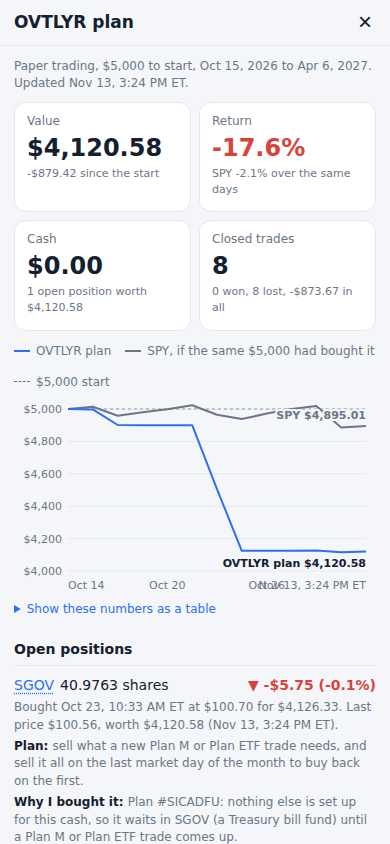 OVTLYR plan ✕
Paper trading, $5,000 to start, Oct 15, 2026 to Apr 6, 2027.
Updated Nov 13, 3:24 PM ET.
Value
$4,120.58
-$879.42 since the start
Return
-17.6%
SPY -2.1% over the same
days
Cash
$0.00
1 open position worth
$4,120.58
Closed trades
8
0 won, 8 lost, -$873.67 in
all
OVTLYR plan SPY, if the same $5,000 had bought it
$5,000 start
$5,000
SPY $4,895.01
$4,800
$4,600
$4,400
$4,200
OVTLYR plan $4,120.58
$4,000
Oct 14 Oct 20 Oct 26 Nov 13, 3:24 PM ET
Show these numbers as a table
Open positions
SGOV 40.9763 shares ▼ -$5.75 (-0.1%)
Bought Oct 23, 10:33 AM ET at $100.70 for $4,126.33. Last
price $100.56, worth $4,120.58 (Nov 13, 3:24 PM ET).
Plan: sell what a new Plan M or Plan ETF trade needs, and
sell it all on the last market day of the month to buy back
on the first.
Why I bought it: Plan #SICADFU: nothing else is set up
for this cash, so it waits in SGOV (a Treasury bill fund) until
a Plan M or Plan ETF trade comes up.